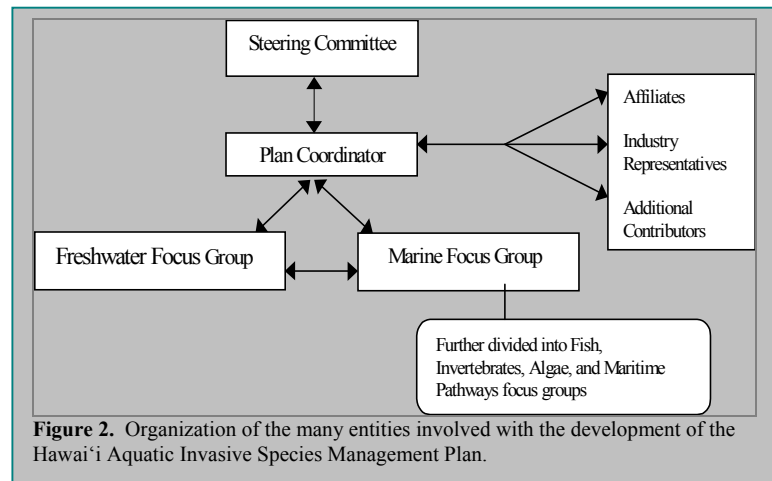 Steering Committee
Plan Coordinator
Affiliates
Industry
Representatives
Additional
Contributors
Freshwater Focus Group
Marine Focus Group
Further divided into Fish,
Invertebrates, Algae, and Maritime
Pathways focus groups
Figure 2. Organization of the many entities involved with the development of the
Hawai‘i Aquatic Invasive Species Management Plan.